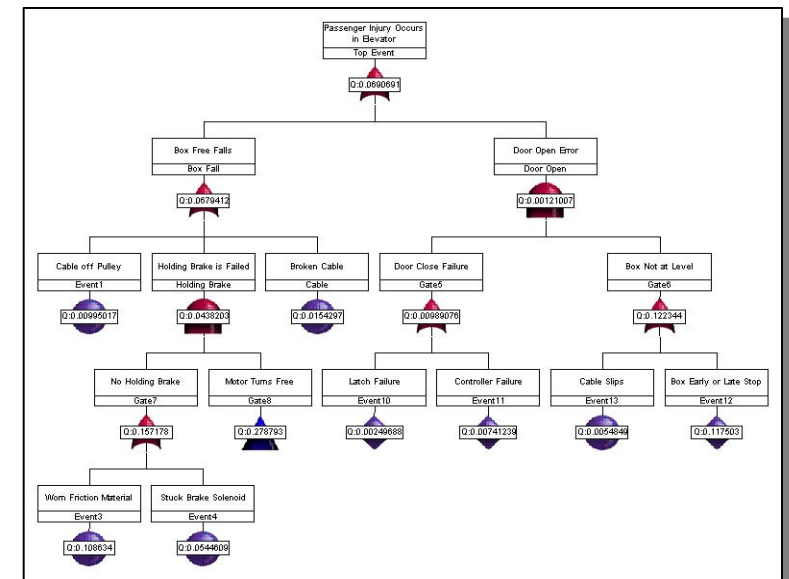 Passenger Injury Occurs
in Elevator
Top Event
Q:0.0690691
Box Free Falls
Box Fall
Q:0.0679412
Door Open Error
Door Open
Q:0.00121007
Cable off Pulley
Event1
Q:0.00995017
Holding Brake is Failed
Holding Brake
Q:0.0438203
Broken Cable
Cable
Q:0.0154297
Door Close Failure
Gate5
Q:0.00989076
Box Not at Level
Gate6
Q:0.122344
No Holding Brake
Gate7
Q:0.157178
Motor Turns Free
Gate8
Q:0.278793
Latch Failure
Event10
Q:0.00249688
Controller Failure
Event11
Q:0.00741239
Cable Slips
Event13
Q:0.0054849
Box Early or Late Stop
Event12
Q:0.117503
Worn Friction Material
Event3
Q:0.108634
Stuck Brake Solenoid
Event4
Q:0.0544609